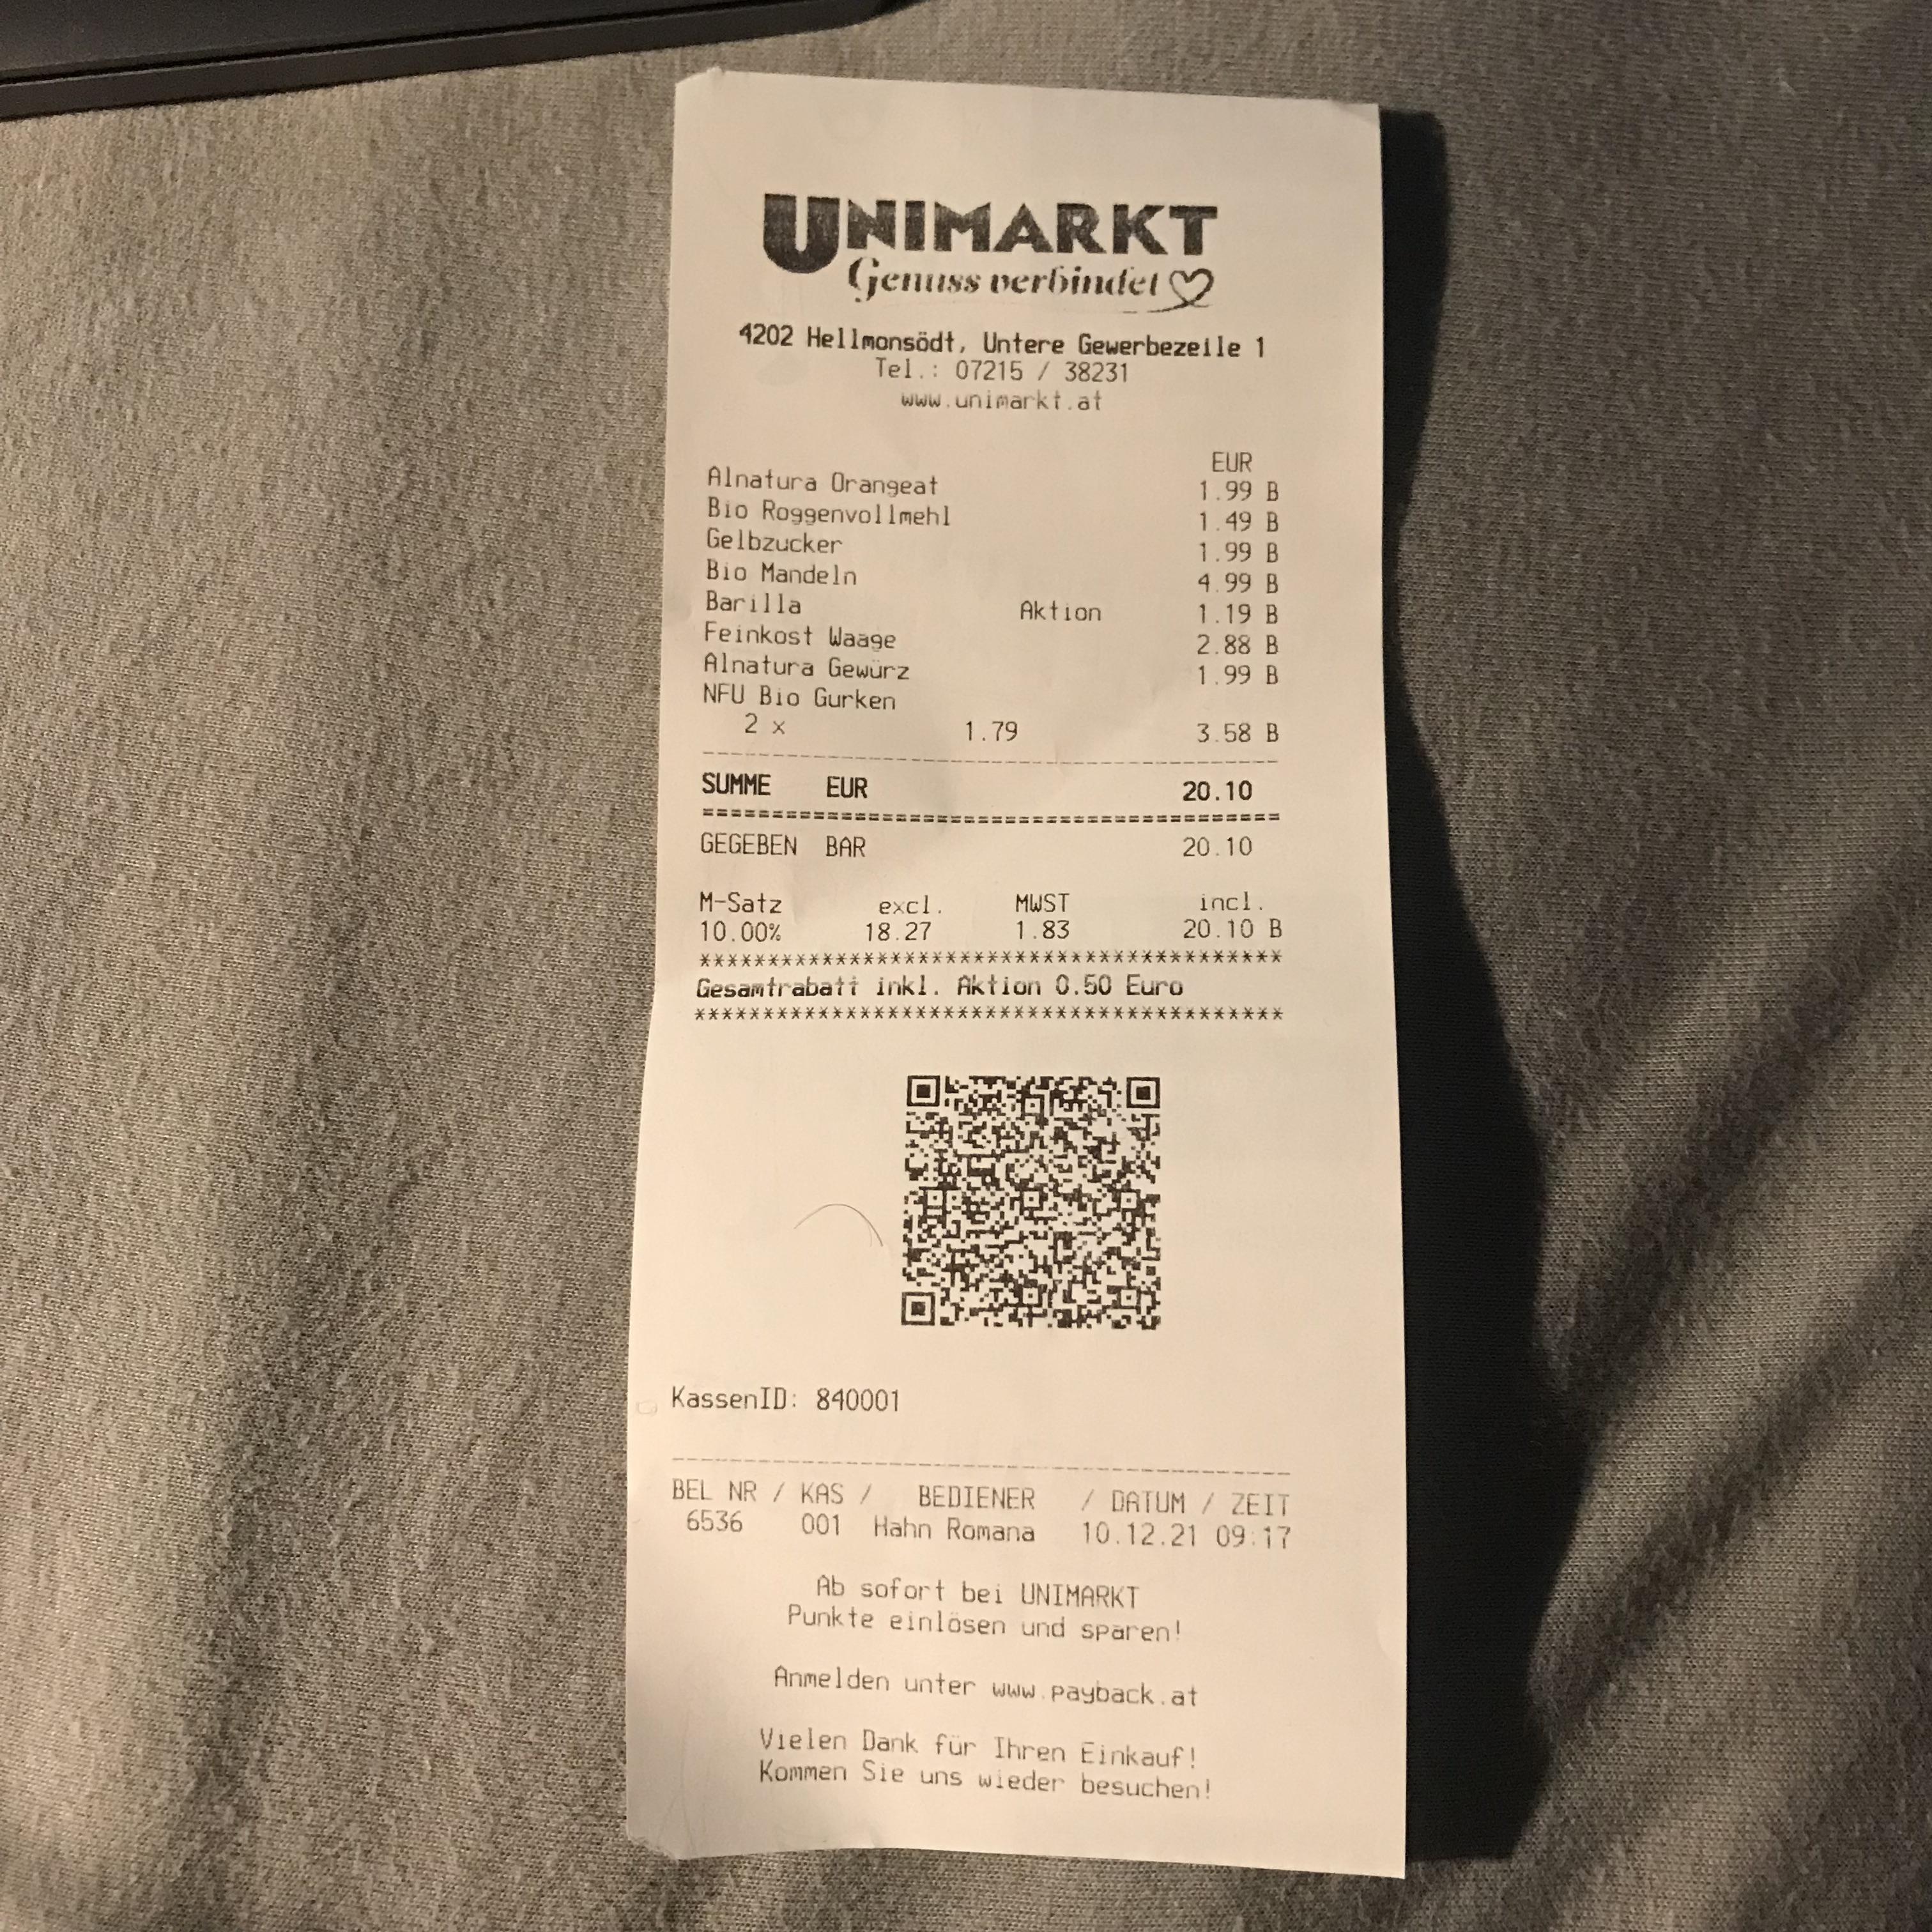 UNIMARKT
Genuss verbindet
4202 Hellmonsödt, Untere Gewerbezeile 1
Tel.: 07215 / 38231
www.unimarkt.at
EUR
Alnatura Orangeat 1.99 B
Bio Roggenvollmehl 1.49 B
Gelbzucker 1.99 B
Bio Mandeln 4.99 B
Barilla Aktion 1.19 B
Feinkost Waage 2.88 B
Alnatura Gewürz 1.99 B
NFU Bio Gurken
2 x 1.79 3.58 B
----------------------------------------
SUMME EUR 20.10
========================================
GEGEBEN BAR 20.10
M-Satz excl. MWST incl.
10.00% 18.27 1.83 20.10 B
******************************************
Gesamtrabatt inkl. Aktion 0.50 Euro
******************************************
KassenID: 840001
----------------------------------------
BEL NR / KAS / BEDIENER / DATUM / ZEIT
6536 001 Hahn Romana 10.12.21 09:17
Ab sofort bei UNIMARKT
Punkte einlösen und sparen!
Anmelden unter www.payback.at
Vielen Dank für Ihren Einkauf!
Kommen Sie uns wieder besuchen!